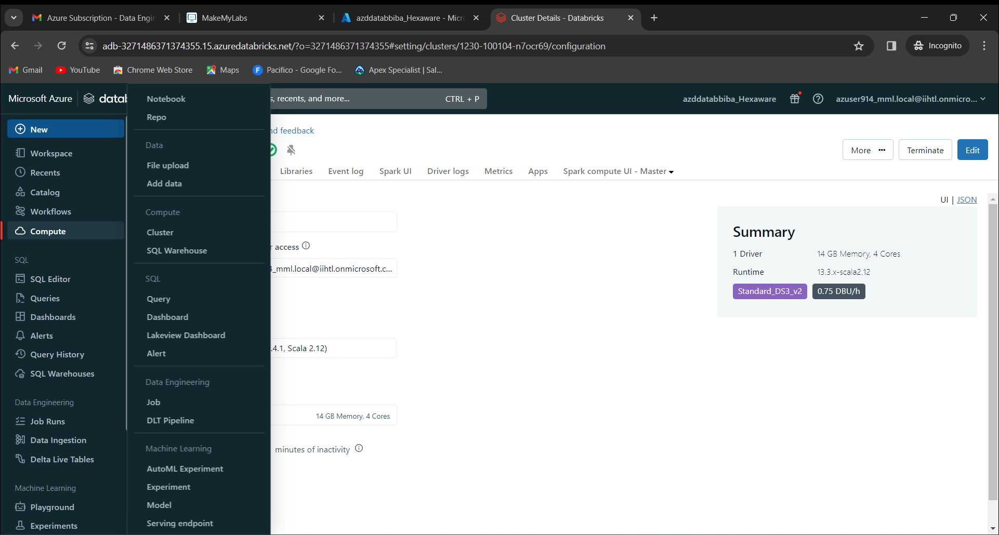 Azure Subscription - Data Engin
MakeMyLabs
azddatabbiba_Hexaware - Micro
Cluster Details - Databricks
adb-3271486371374355.15.azuredatabricks.net/?o=3271486371374355#setting/clusters/1230-100104-n7ocr69/configuration
Incognito
Gmail
YouTube
Chrome Web Store
Maps
Pacifico - Google Fo...
Apex Specialist | Sal...
Microsoft Azure
datab
s, recents, and more...
CTRL + P
azddatabbiba_Hexaware
azuser914_mml.local@iihtl.onmicro...
New
Workspace
Recents
Catalog
Workflows
Compute
SQL
SQL Editor
Queries
Dashboards
Alerts
Query History
SQL Warehouses
Data Engineering
Job Runs
Data Ingestion
Delta Live Tables
Machine Learning
Playground
Experiments
Notebook
Repo
Data
File upload
Add data
Compute
Cluster
SQL Warehouse
SQL
Query
Dashboard
Lakeview Dashboard
Alert
Data Engineering
Job
DLT Pipeline
Machine Learning
AutoML Experiment
Experiment
Model
Serving endpoint
nd feedback
More ···
Terminate
Edit
Libraries
Event log
Spark UI
Driver logs
Metrics
Apps
Spark compute UI - Master
UI | JSON
r access
4_mml.local@iihtl.onmicrosoft.c...
.4.1, Scala 2.12)
14 GB Memory, 4 Cores
minutes of inactivity
Summary
1 Driver 14 GB Memory, 4 Cores
Runtime 13.3.x-scala2.12
Standard_DS3_v2 0.75 DBU/h